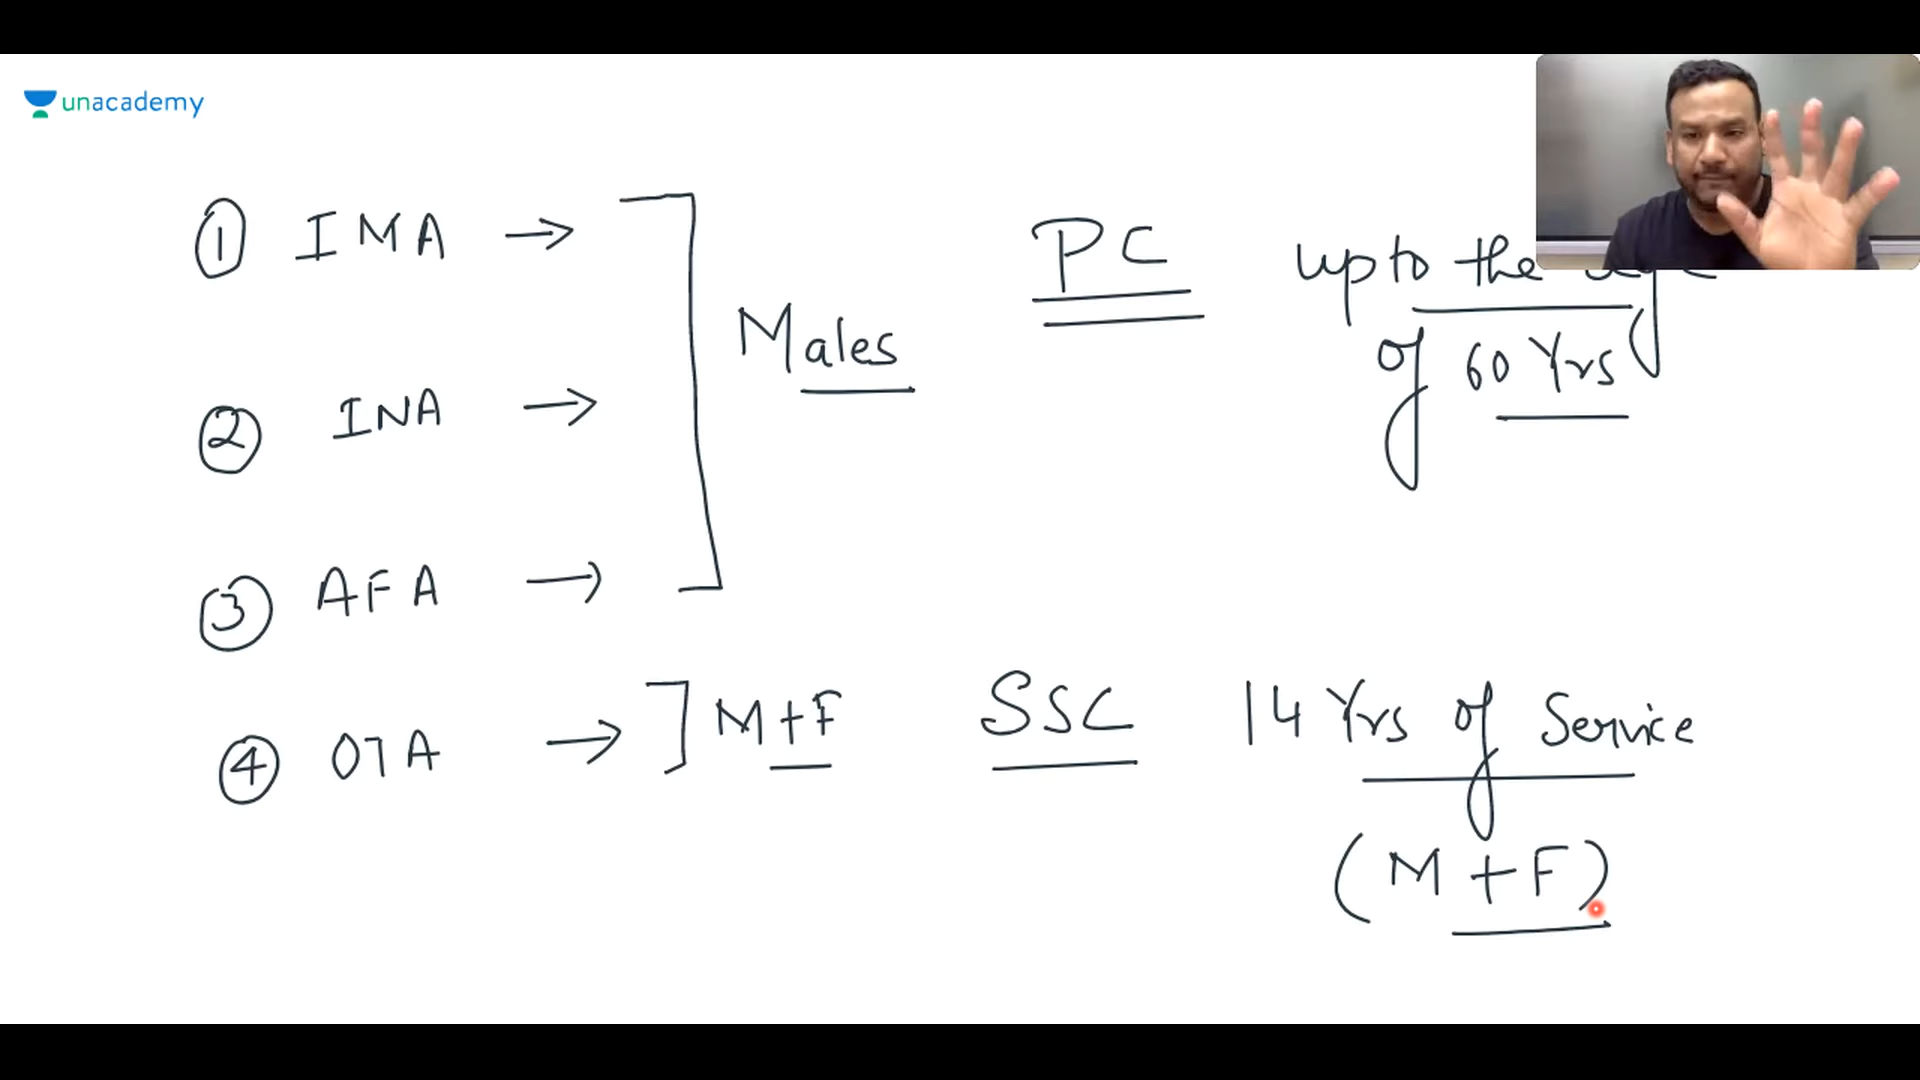 unacademy
① IMA → PC upto the age
Males
of 60 Yrs
② INA →
③ AFA →
④ OTA → M+F SSC 14 Yrs of Service
(M+F)